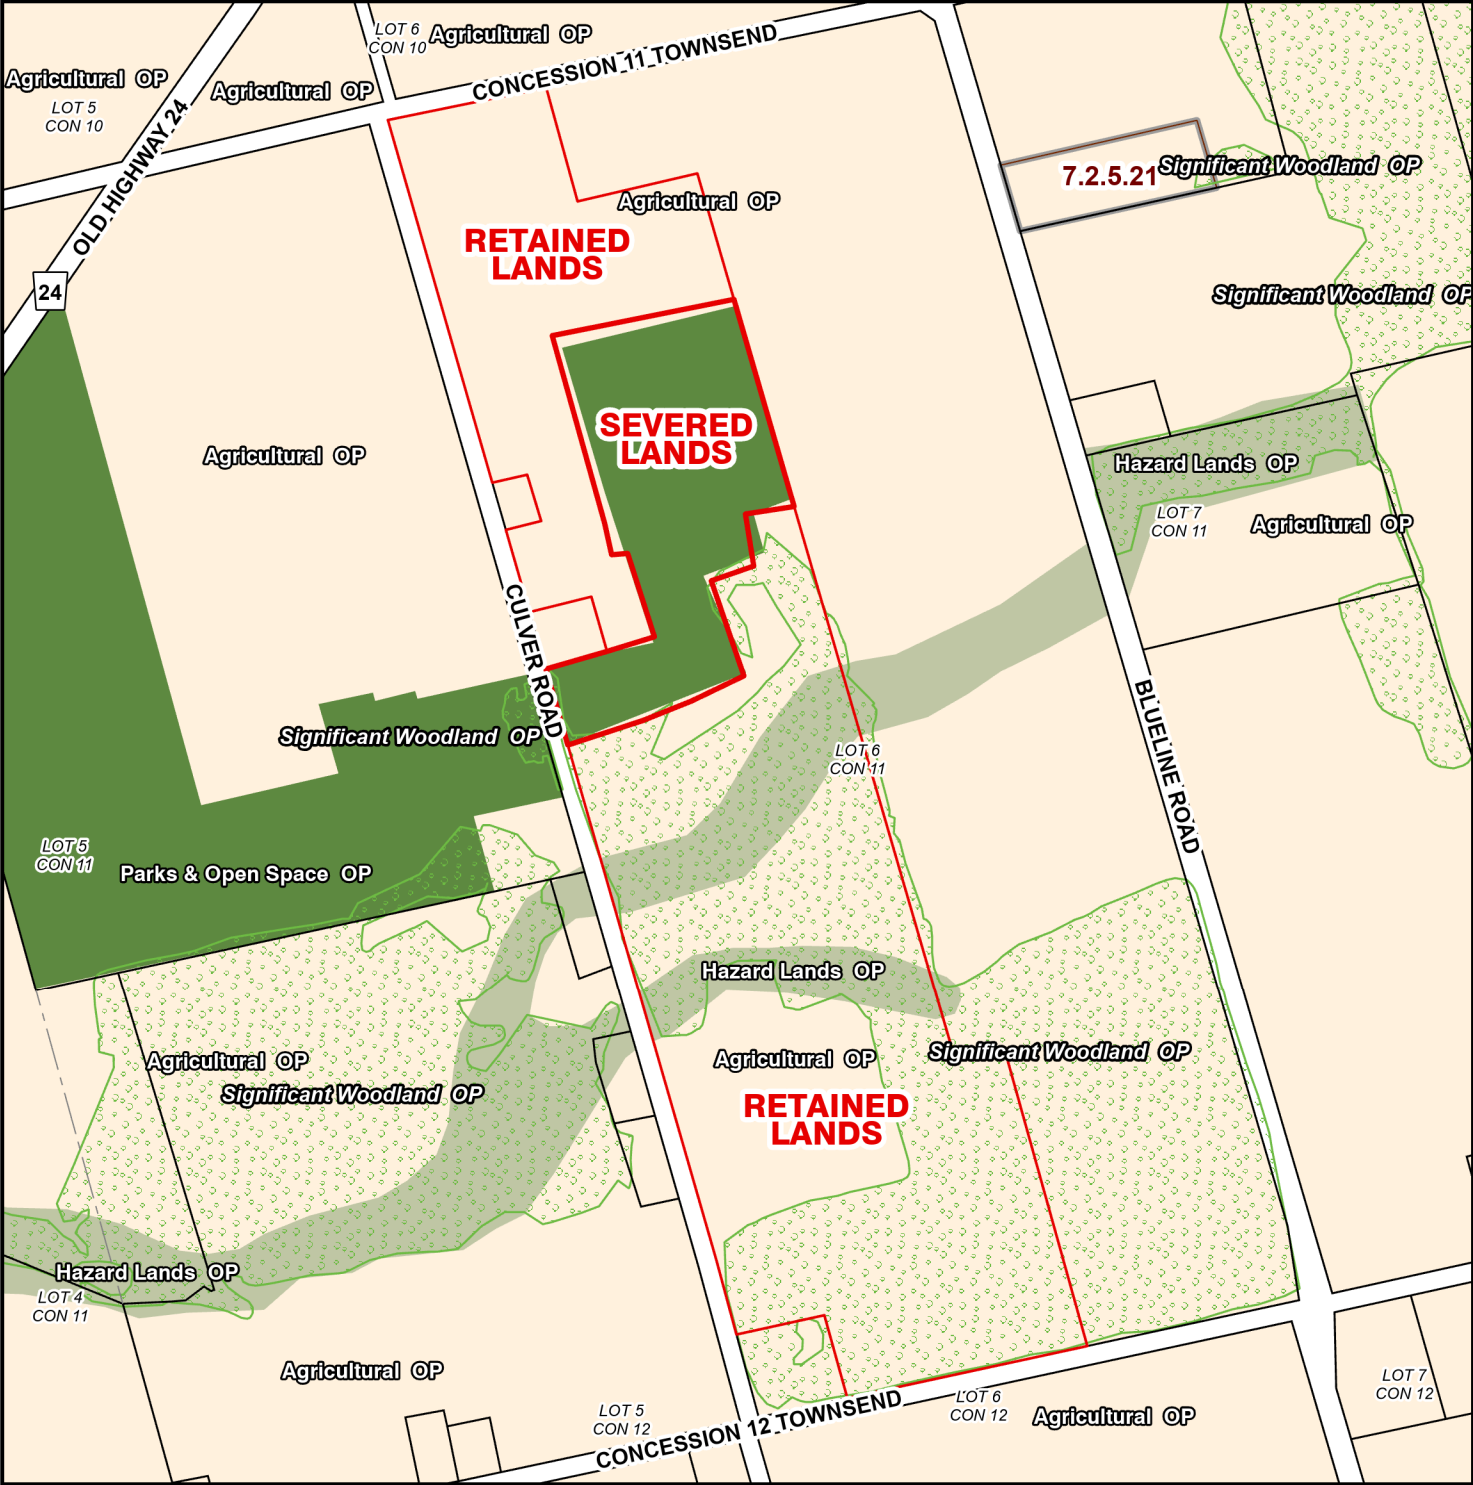 LOT 6
CON 10
Agricultural OP
CONCESSION 11 TOWNSEND
Agricultural OP
LOT 5
CON 10
Agricultural OP
OLD HIGHWAY 24
24
7.2.5.21
Significant Woodland OP
Agricultural OP
RETAINED
LANDS
Significant Woodland OP
SEVERED
LANDS
Agricultural OP
Hazard Lands OP
LOT 7
CON 11
Agricultural OP
CULVER ROAD
BLUELINE ROAD
Significant Woodland OP
LOT 6
CON 11
LOT 5
CON 11
Parks & Open Space OP
Hazard Lands OP
Agricultural OP
Significant Woodland OP
Agricultural OP
Significant Woodland OP
RETAINED
LANDS
Hazard Lands OP
LOT 4
CON 11
Agricultural OP
LOT 5
CON 12
CONCESSION 12 TOWNSEND
LOT 6
CON 12
Agricultural OP
LOT 7
CON 12